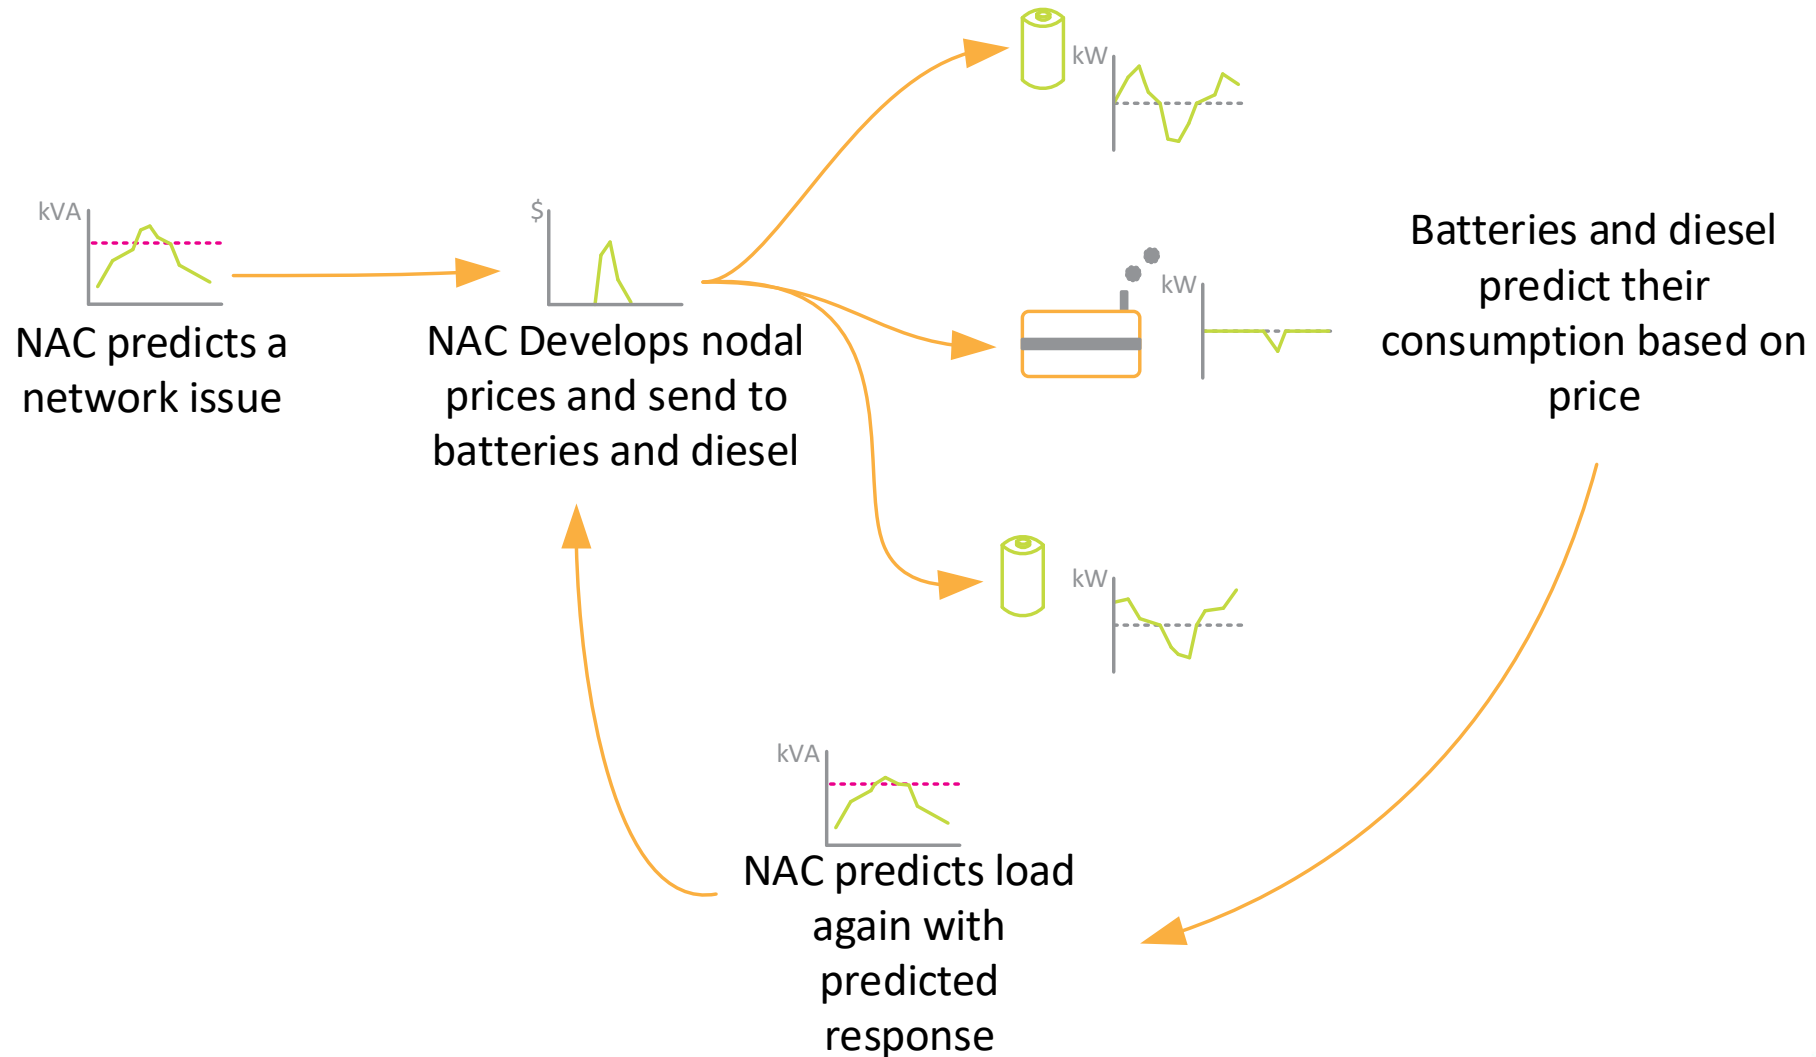 kVA
NAC predicts a
network issue
$
NAC Develops nodal
prices and send to
batteries and diesel
kW
kW
kW
Batteries and diesel
predict their
consumption based on
price
kVA
NAC predicts load
again with
predicted
response